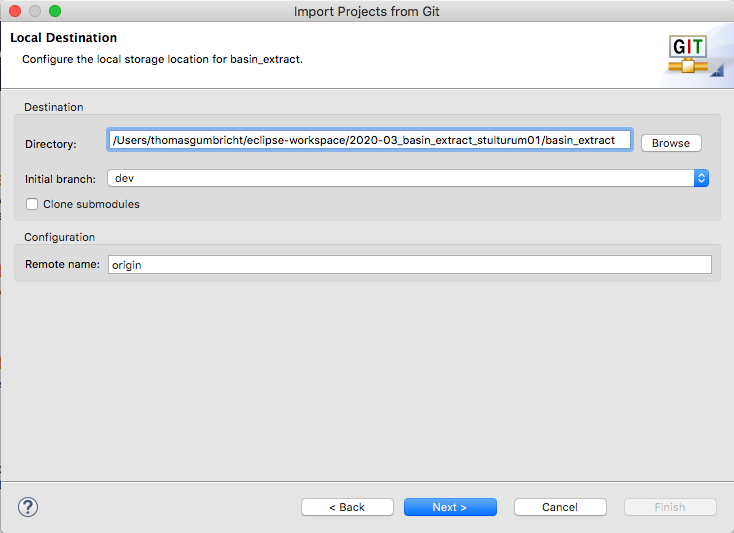 Import Projects from Git
Local Destination
Configure the local storage location for basin_extract.
GIT
Destination
Directory: /Users/thomasgumbricht/eclipse-workspace/2020-03_basin_extract_stulturum01/basin_extract Browse
Initial branch: dev
Clone submodules
Configuration
Remote name: origin
? < Back Next > Cancel Finish